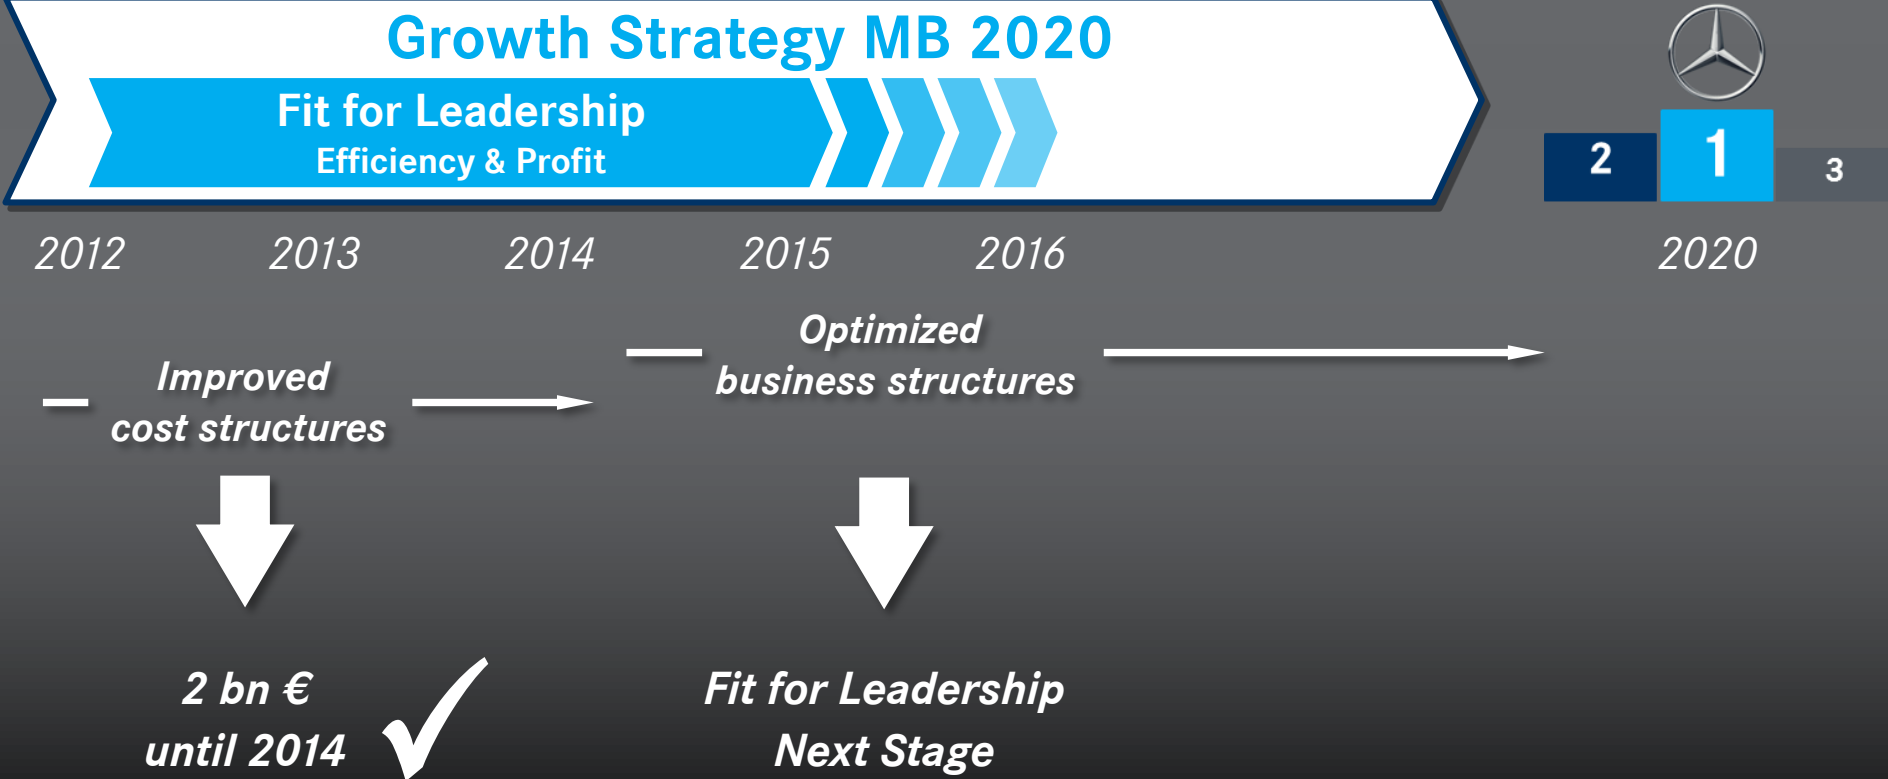 Growth Strategy MB 2020
Fit for Leadership
Efficiency & Profit
2 1 3
2012 2013 2014 2015 2016 2020
Improved
cost structures
Optimized
business structures
2 bn €
until 2014
Fit for Leadership
Next Stage